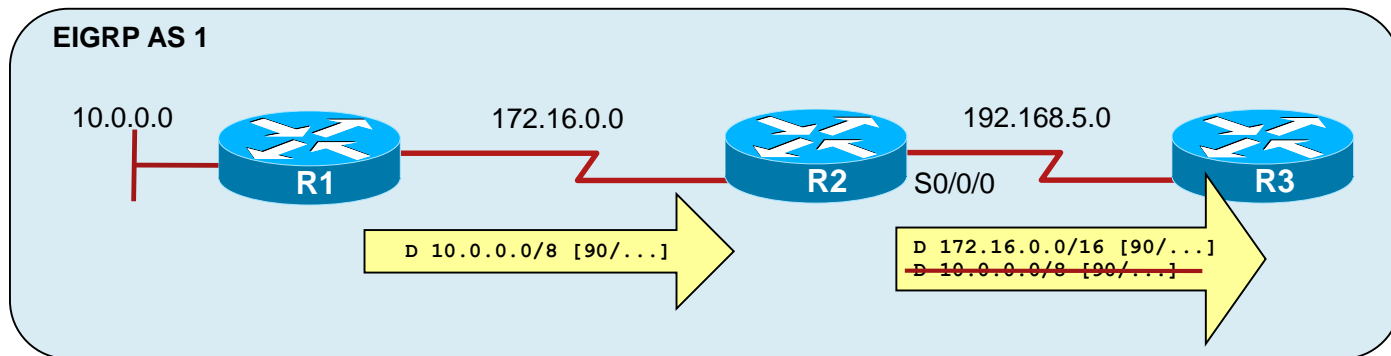 EIGRP AS 1
10.0.0.0
172.16.0.0
192.168.5.0
R1
R2
S0/0/0
R3
D 10.0.0.0/8 [90/...]
D 172.16.0.0/16 [90/...]
D 10.0.0.0/8 [90/...]